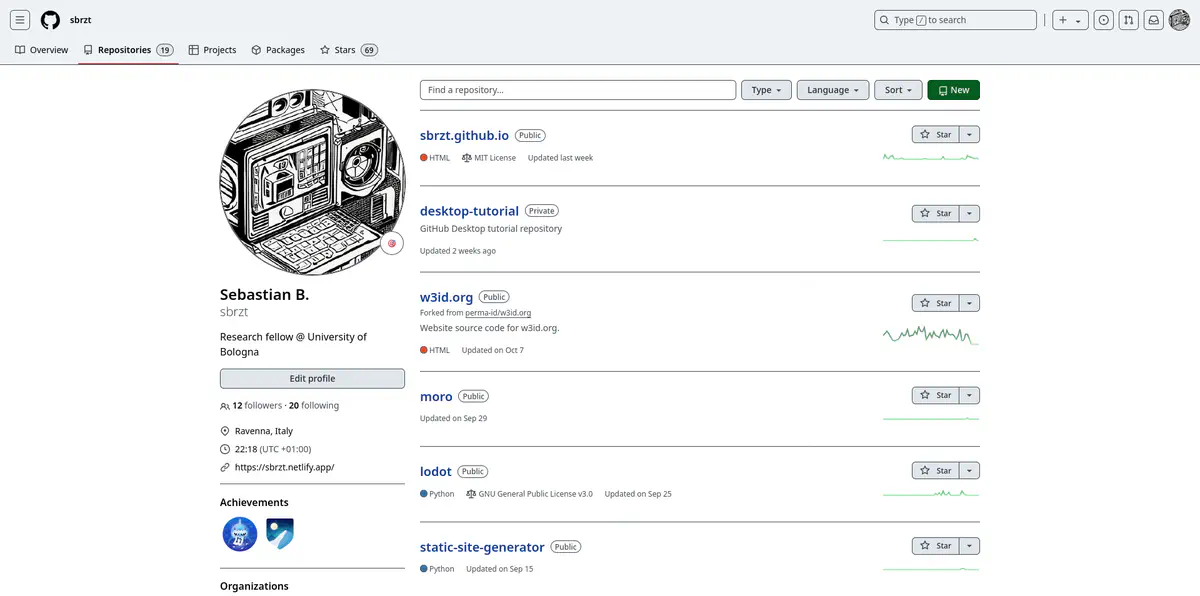 sbrzt
Type / to search
Overview
Repositories 19
Projects
Packages
Stars 69
Sebastian B.
sbrzt
Research fellow @ University of
Bologna
Edit profile
12 followers · 20 following
Ravenna, Italy
22:18 (UTC +01:00)
https://sbrzt.netlify.app/
Achievements
Organizations
Find a repository...
Type
Language
Sort
New
sbrzt.github.io Public
Star
HTML MIT License Updated last week
desktop-tutorial Private
Star
GitHub Desktop tutorial repository
Updated 2 weeks ago
w3id.org Public
Star
Forked from perma-id/w3id.org
Website source code for w3id.org.
HTML Updated on Oct 7
moro Public
Star
Updated on Sep 29
lodot Public
Star
Python GNU General Public License v3.0 Updated on Sep 25
static-site-generator Public
Star
Python Updated on Sep 15